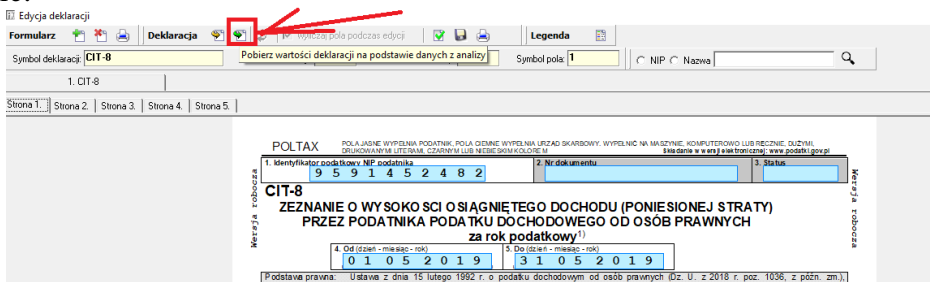 Edycja deklaracji
Formularz Deklaracja Wyliczaj pola podczas edycji Legenda
Symbol deklaracji: CIT-8 Pobierz wartości deklaracji na podstawie danych z analizy Symbol pola: 1 NIP Nazwa
1. CIT-8
Strona 1. Strona 2. Strona 3. Strona 4. Strona 5.
POLTAX POLA JASNE WYPEŁNIA PODATNIK, POLA CIEMNE WYPEŁNIA URZĄD SKARBOWY. WYPEŁNIĆ NA MASZYNIE, KOMPUTEROWO LUB RĘCZNIE, DUŻYMI,
DRUKOWANYMI LITERAMI, CZARNYM LUB NIEBIESKIM KOLOREM Składanie w wersji elektronicznej: www.podatki.gov.pl
1. Identyfikator podatkowy NIP podatnika 2. Nr dokumentu 3. Status
9 5 9 1 4 5 2 4 8 2
Wersja robocza
Wersja robocza
CIT-8
ZEZNANIE O WYSOKO SCI O SIĄGNIĘTEGO DOCHODU (PONIESIONEJ STRATY)
PRZEZ PODATNIKA PODATKU DOCHODOWEGO OD OSÓB PRAWNYCH
za rok podatkowy1)
4. Od (dzień - miesiąc - rok) 5. Do (dzień - miesiąc - rok)
0 1 0 5 2 0 1 9 3 1 0 5 2 0 1 9
Podstawa prawna: Ustawa z dnia 15 lutego 1992 r. o podatku dochodowym od osób prawnych (Dz. U. z 2018 r. poz. 1036, z późn. zm.),